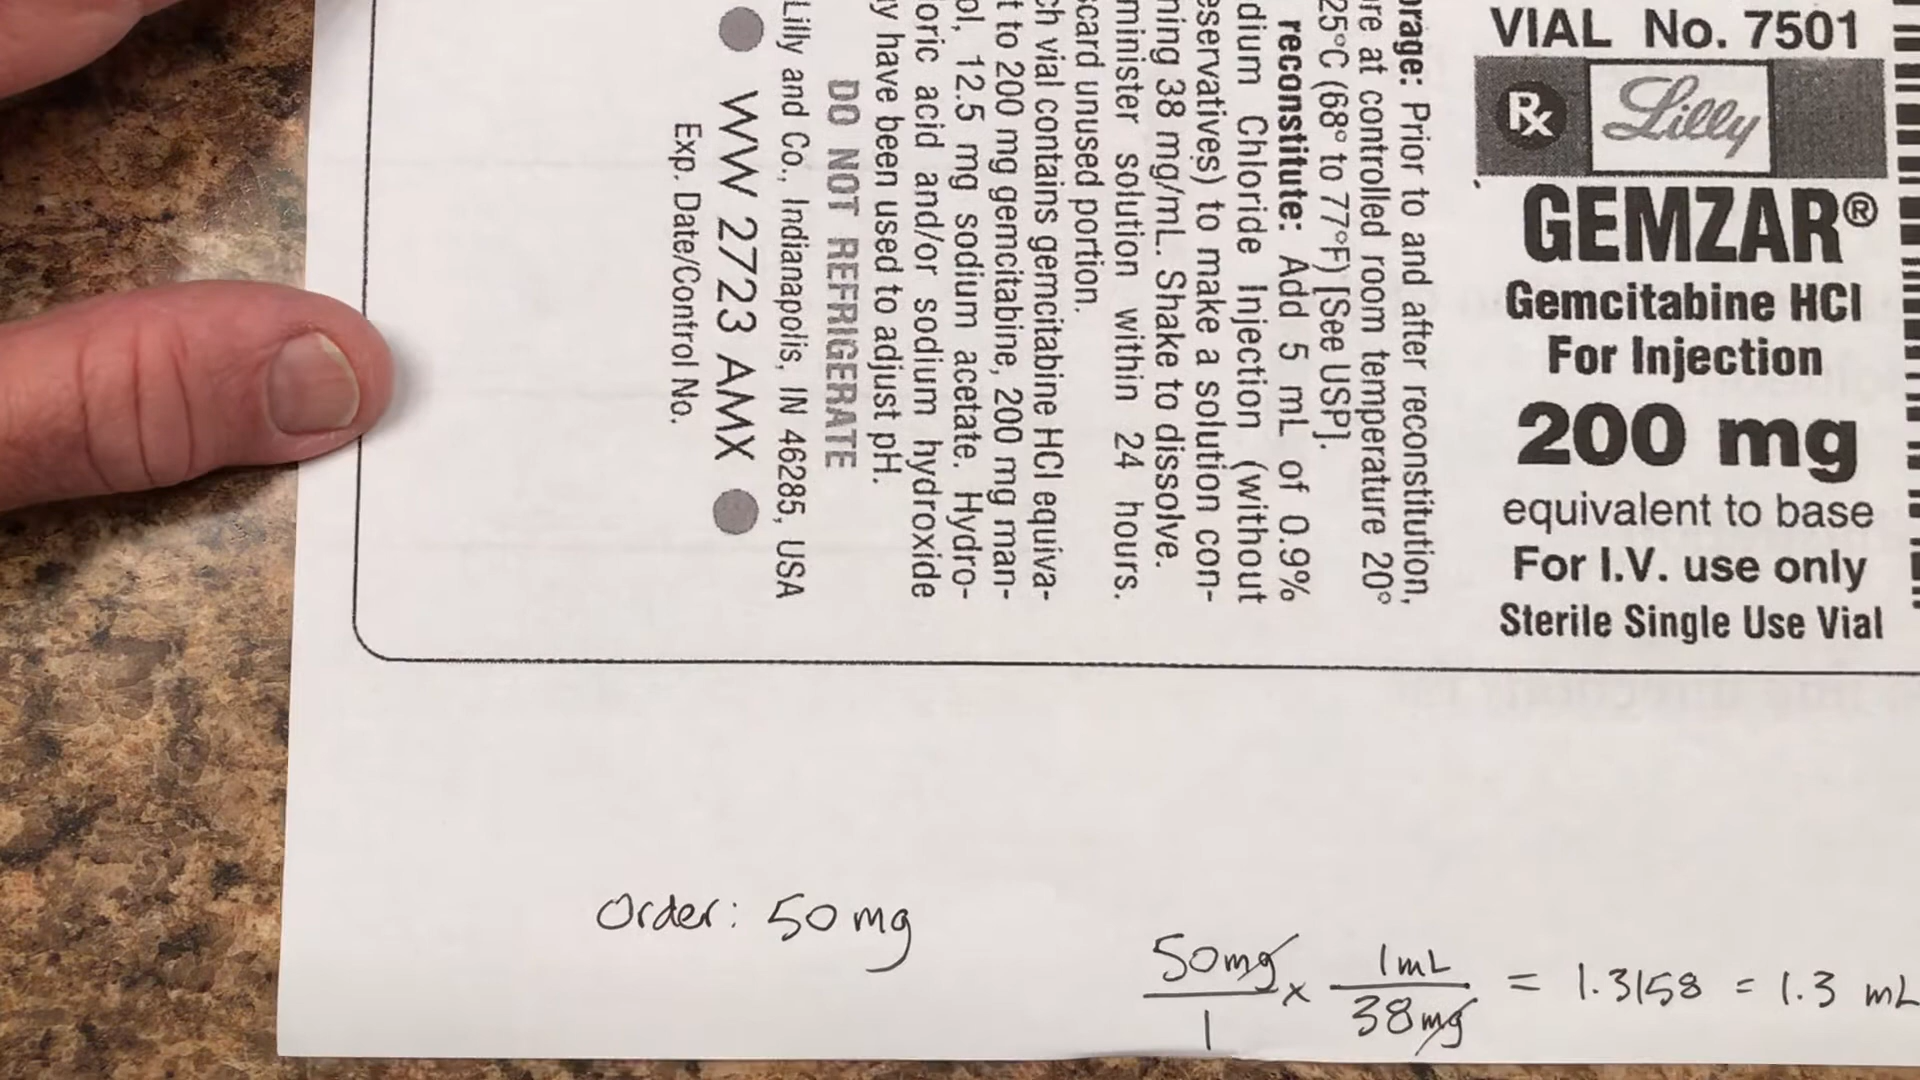 VIAL No. 7501
Rx
Lilly
GEMZAR®
Gemcitabine HCl
For Injection
200 mg
equivalent to base
For I.V. use only
Sterile Single Use Vial
orage: Prior to and after reconstitution,
re at controlled room temperature 20°
25°C (68° to 77°F) [See USP].
reconstitute: Add 5 mL of 0.9%
dium Chloride Injection (without
eservatives) to make a solution con-
ning 38 mg/mL. Shake to dissolve.
minister solution within 24 hours.
scard unused portion.
ch vial contains gemcitabine HCl equiva-
t to 200 mg gemcitabine, 200 mg man-
ol, 12.5 mg sodium acetate. Hydro-
loric acid and/or sodium hydroxide
y have been used to adjust pH.
DO NOT REFRIGERATE
Lilly and Co., Indianapolis, IN 46285, USA
WW 2723 AMX
Exp. Date/Control No.
Order: 50 mg
50mg/1 x 1mL/38mg = 1.3158 = 1.3 mL